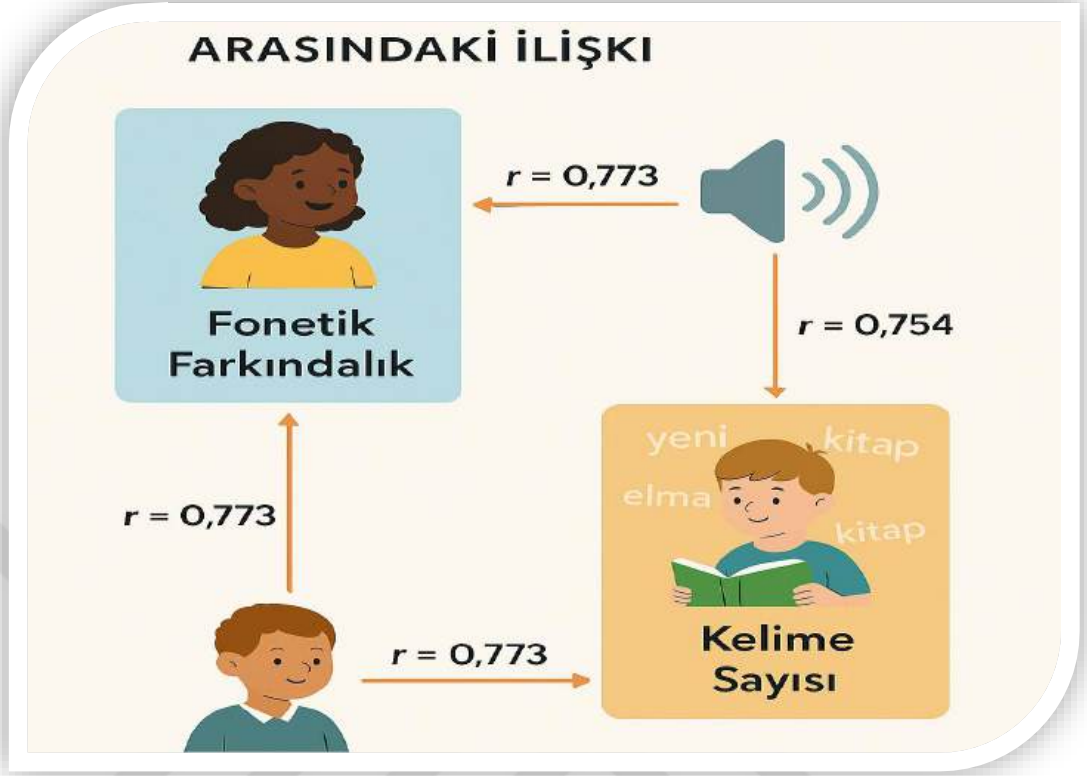 ARASINDAKİ İLİŞKI
r = 0,773
Fonetik
Farkındalık
r = 0,754
yeni
kitap
elma
kitap
r = 0,773
r = 0,773
Kelime
Sayısı